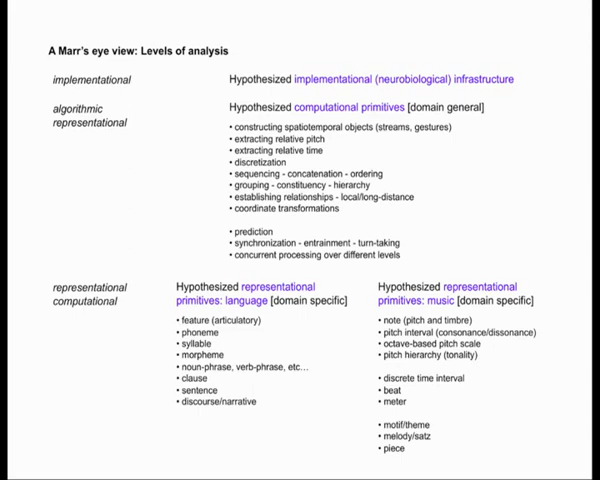 A Marr's eye view: Levels of analysis
implementational
Hypothesized implementational (neurobiological) infrastructure
algorithmic
representational
Hypothesized computational primitives [domain general]
• constructing spatiotemporal objects (streams, gestures)
• extracting relative pitch
• extracting relative time
• discretization
• sequencing - concatenation - ordering
• grouping - constituency - hierarchy
• establishing relationships - local/long-distance
• coordinate transformations
• prediction
• synchronization - entrainment - turn-taking
• concurrent processing over different levels
representational
computational
Hypothesized representational
primitives: language [domain specific]
• feature (articulatory)
• phoneme
• syllable
• morpheme
• noun-phrase, verb-phrase, etc...
• clause
• sentence
• discourse/narrative
Hypothesized representational
primitives: music [domain specific]
• note (pitch and timbre)
• pitch interval (consonance/dissonance)
• octave-based pitch scale
• pitch hierarchy (tonality)
• discrete time interval
• beat
• meter
• motif/theme
• melody/satz
• piece